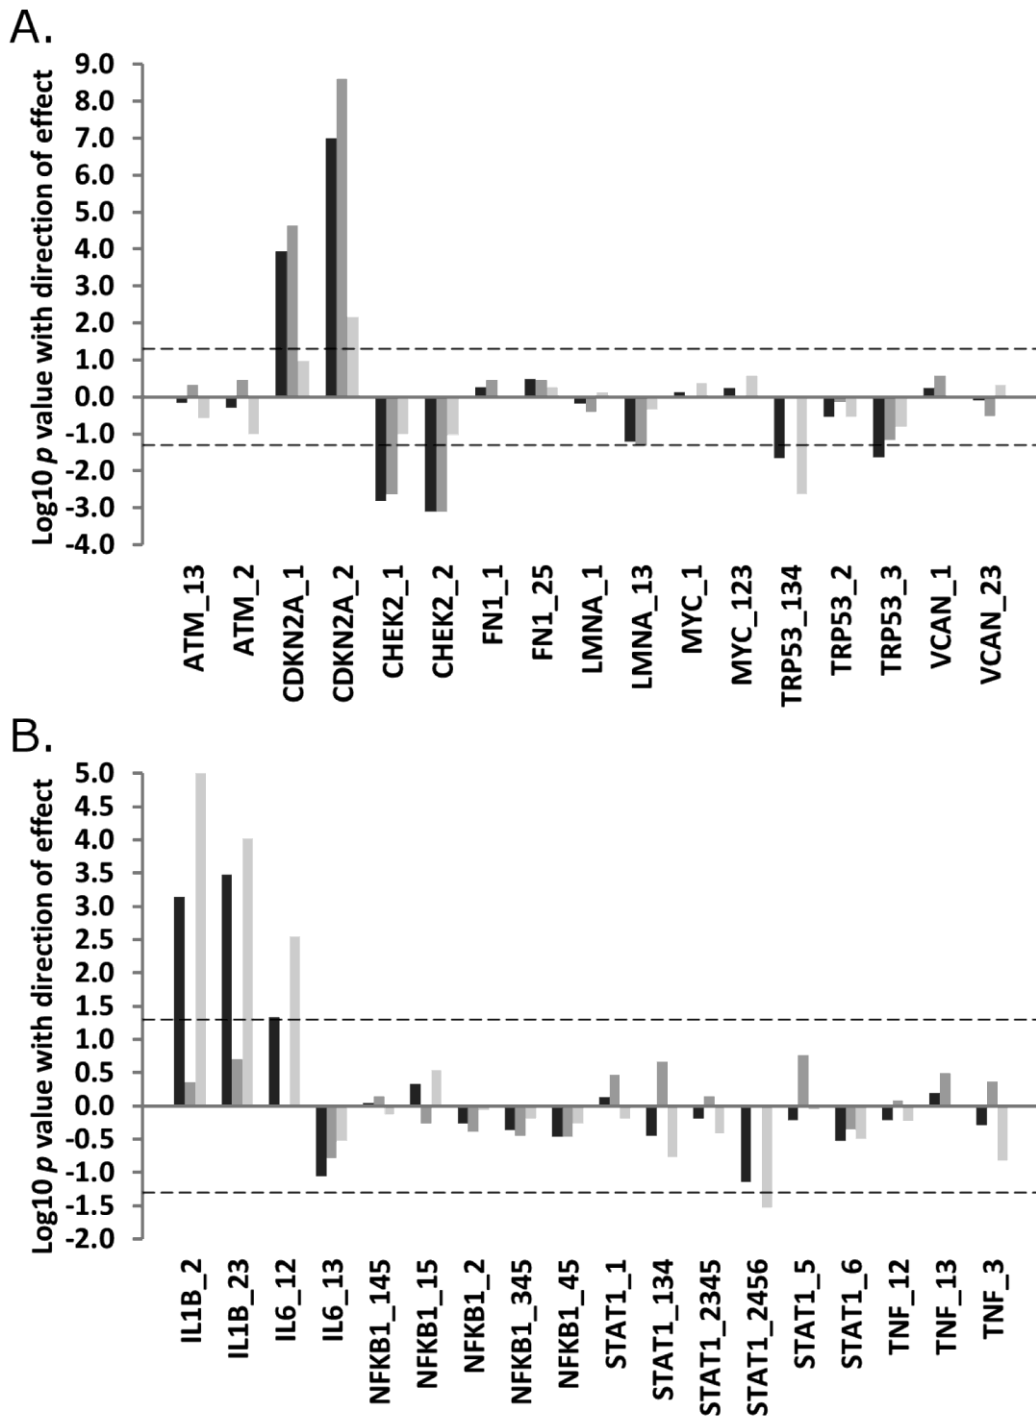 A.
Log10 p value with direction of effect
9.0
8.0
7.0
6.0
5.0
4.0
3.0
2.0
1.0
0.0
-1.0
-2.0
-3.0
-4.0
ATM_13
ATM_2
CDKN2A_1
CDKN2A_2
CHEK2_1
CHEK2_2
FN1_1
FN1_25
LMNA_1
LMNA_13
MYC_1
MYC_123
TRP53_134
TRP53_2
TRP53_3
VCAN_1
VCAN_23
B.
Log10 p value with direction of effect
5.0
4.5
4.0
3.5
3.0
2.5
2.0
1.5
1.0
0.5
0.0
-0.5
-1.0
-1.5
-2.0
IL1B_2
IL1B_23
IL6_12
IL6_13
NFKB1_145
NFKB1_15
NFKB1_2
NFKB1_345
NFKB1_45
STAT1_1
STAT1_134
STAT1_2345
STAT1_2456
STAT1_5
STAT1_6
TNF_12
TNF_13
TNF_3